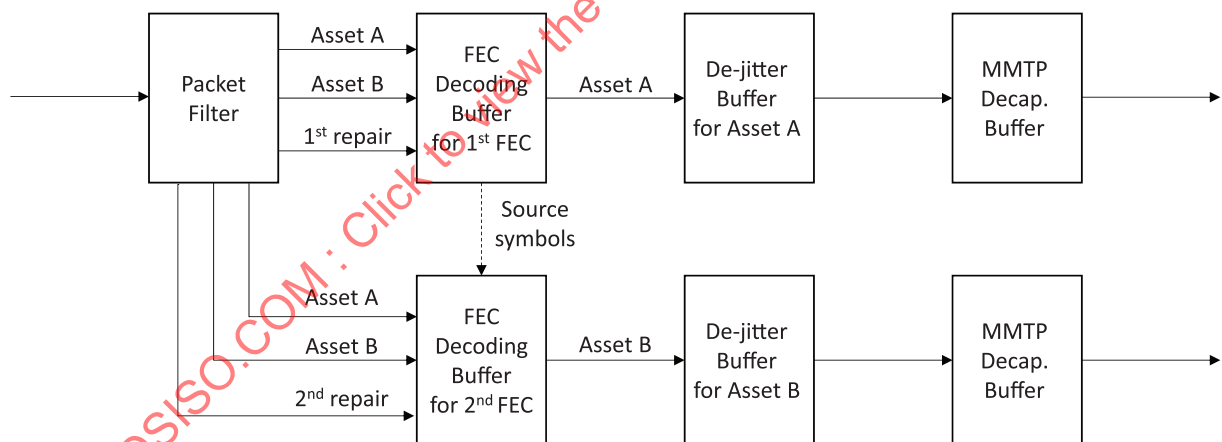 Asset A
Asset B
1st repair
Packet
Filter
FEC
Decoding
Buffer
for 1st FEC
Asset A
De-jitter
Buffer
for Asset A
MMTP
Decap.
Buffer
Source
symbols
Asset A
Asset B
2nd repair
FEC
Decoding
Buffer
for 2nd FEC
Asset B
De-jitter
Buffer
for Asset B
MMTP
Decap.
Buffer
OSISO.COM : Click to view the